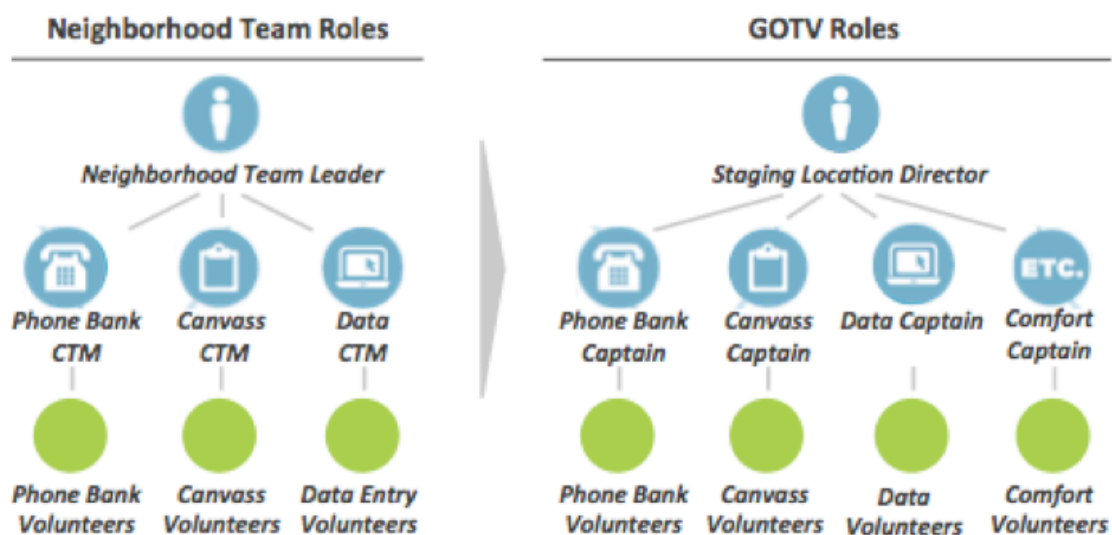 Neighborhood Team Roles
GOTV Roles
Neighborhood Team Leader
Staging Location Director
ETC.
Phone Bank
CTM
Canvass
CTM
Data
CTM
Phone Bank
Captain
Canvass
Captain
Data Captain
Comfort
Captain
Phone Bank
Volunteers
Canvass
Volunteers
Data Entry
Volunteers
Phone Bank
Volunteers
Canvass
Volunteers
Data
Volunteers
Comfort
Volunteers